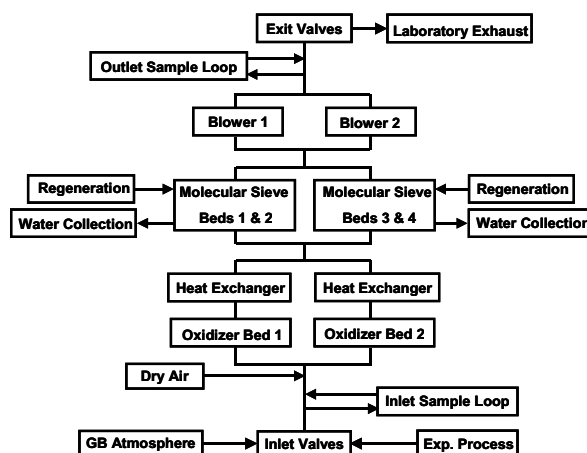 Exit Valves
Laboratory Exhaust
Outlet Sample Loop
Blower 1
Blower 2
Regeneration
Molecular Sieve
Beds 1 & 2
Molecular Sieve
Beds 3 & 4
Regeneration
Water Collection
Water Collection
Heat Exchanger
Heat Exchanger
Oxidizer Bed 1
Oxidizer Bed 2
Dry Air
Inlet Sample Loop
GB Atmosphere
Inlet Valves
Exp. Process